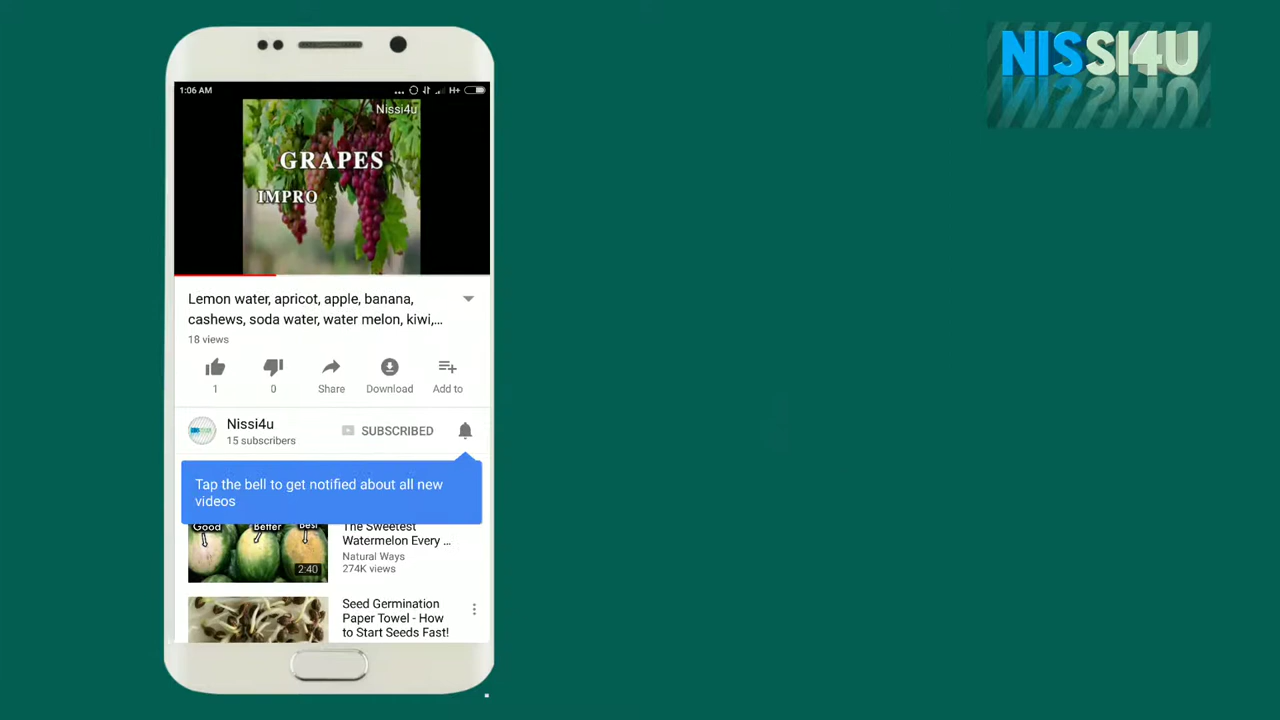 NISSI4U
1:06 AM
H+
Nissi4u
GRAPES
IMPRO
Lemon water, apricot, apple, banana,
cashews, soda water, water melon, kiwi,...
18 views
1
0
Share
Download
Add to
Nissi4u
15 subscribers
SUBSCRIBED
Tap the bell to get notified about all new
videos
Good
Better
Best
2:40
The Sweetest
Watermelon Every ...
Natural Ways
274K views
Seed Germination
Paper Towel - How
to Start Seeds Fast!